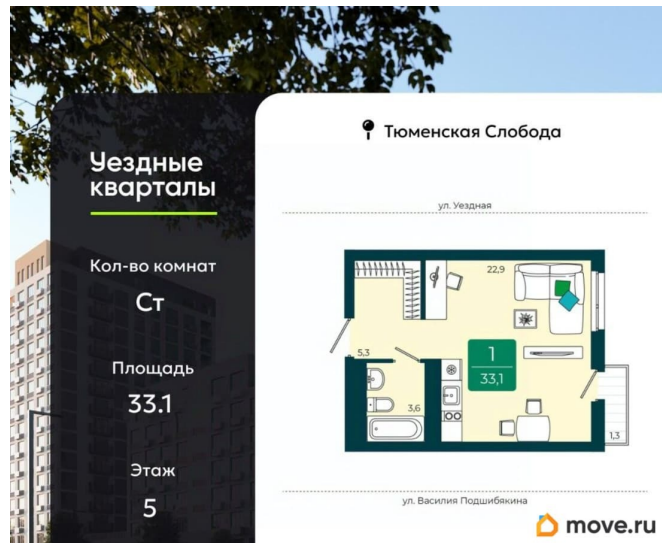 Уездные
кварталы
Кол-во комнат
Ст
Площадь
33.1
Этаж
5
Тюменская Слобода
ул. Уездная
22,9
5,3
1
33,1
3,6
1,3
ул. Василия Подшибякина
move.ru